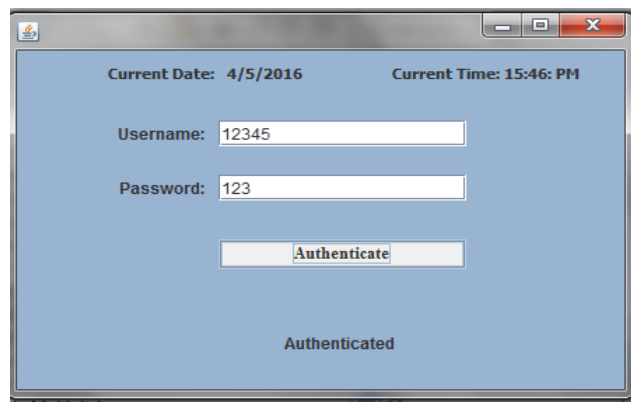 Current Date: 4/5/2016 Current Time: 15:46: PM
Username: 12345
Password: 123
Authenticate
Authenticated